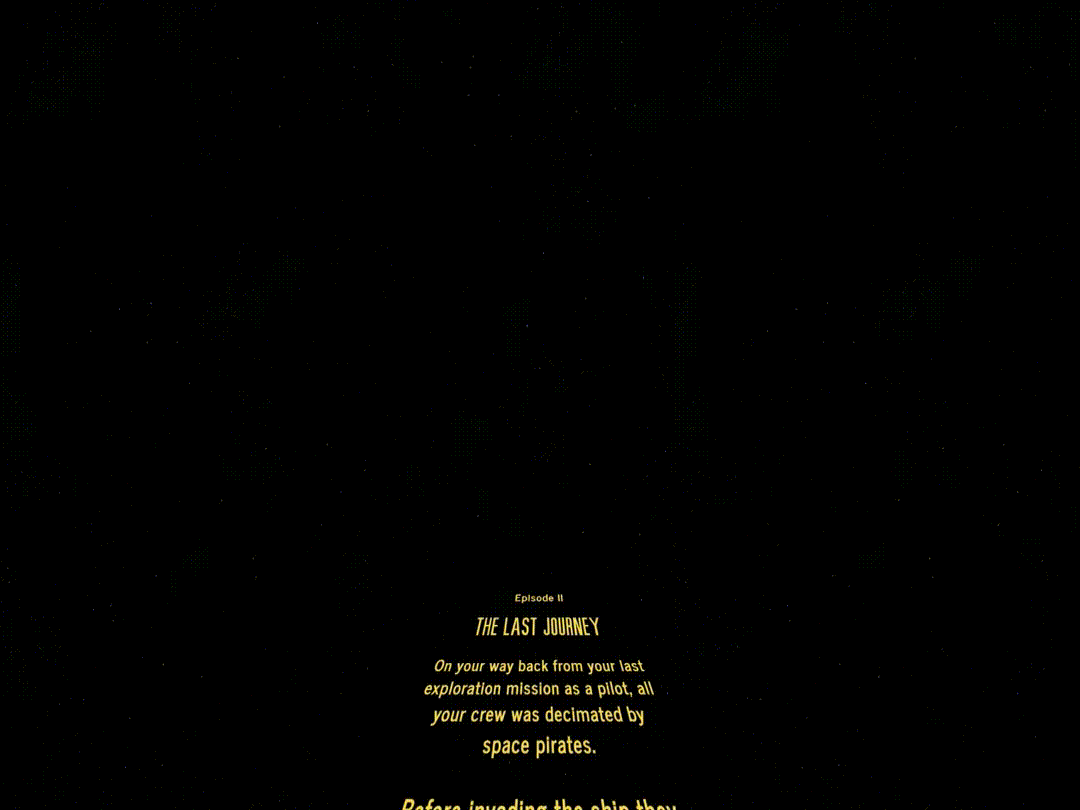 Episode II
THE LAST JOURNEY
On your way back from your last
exploration mission as a pilot, all
your crew was decimated by
space pirates.
Before invading the ship they